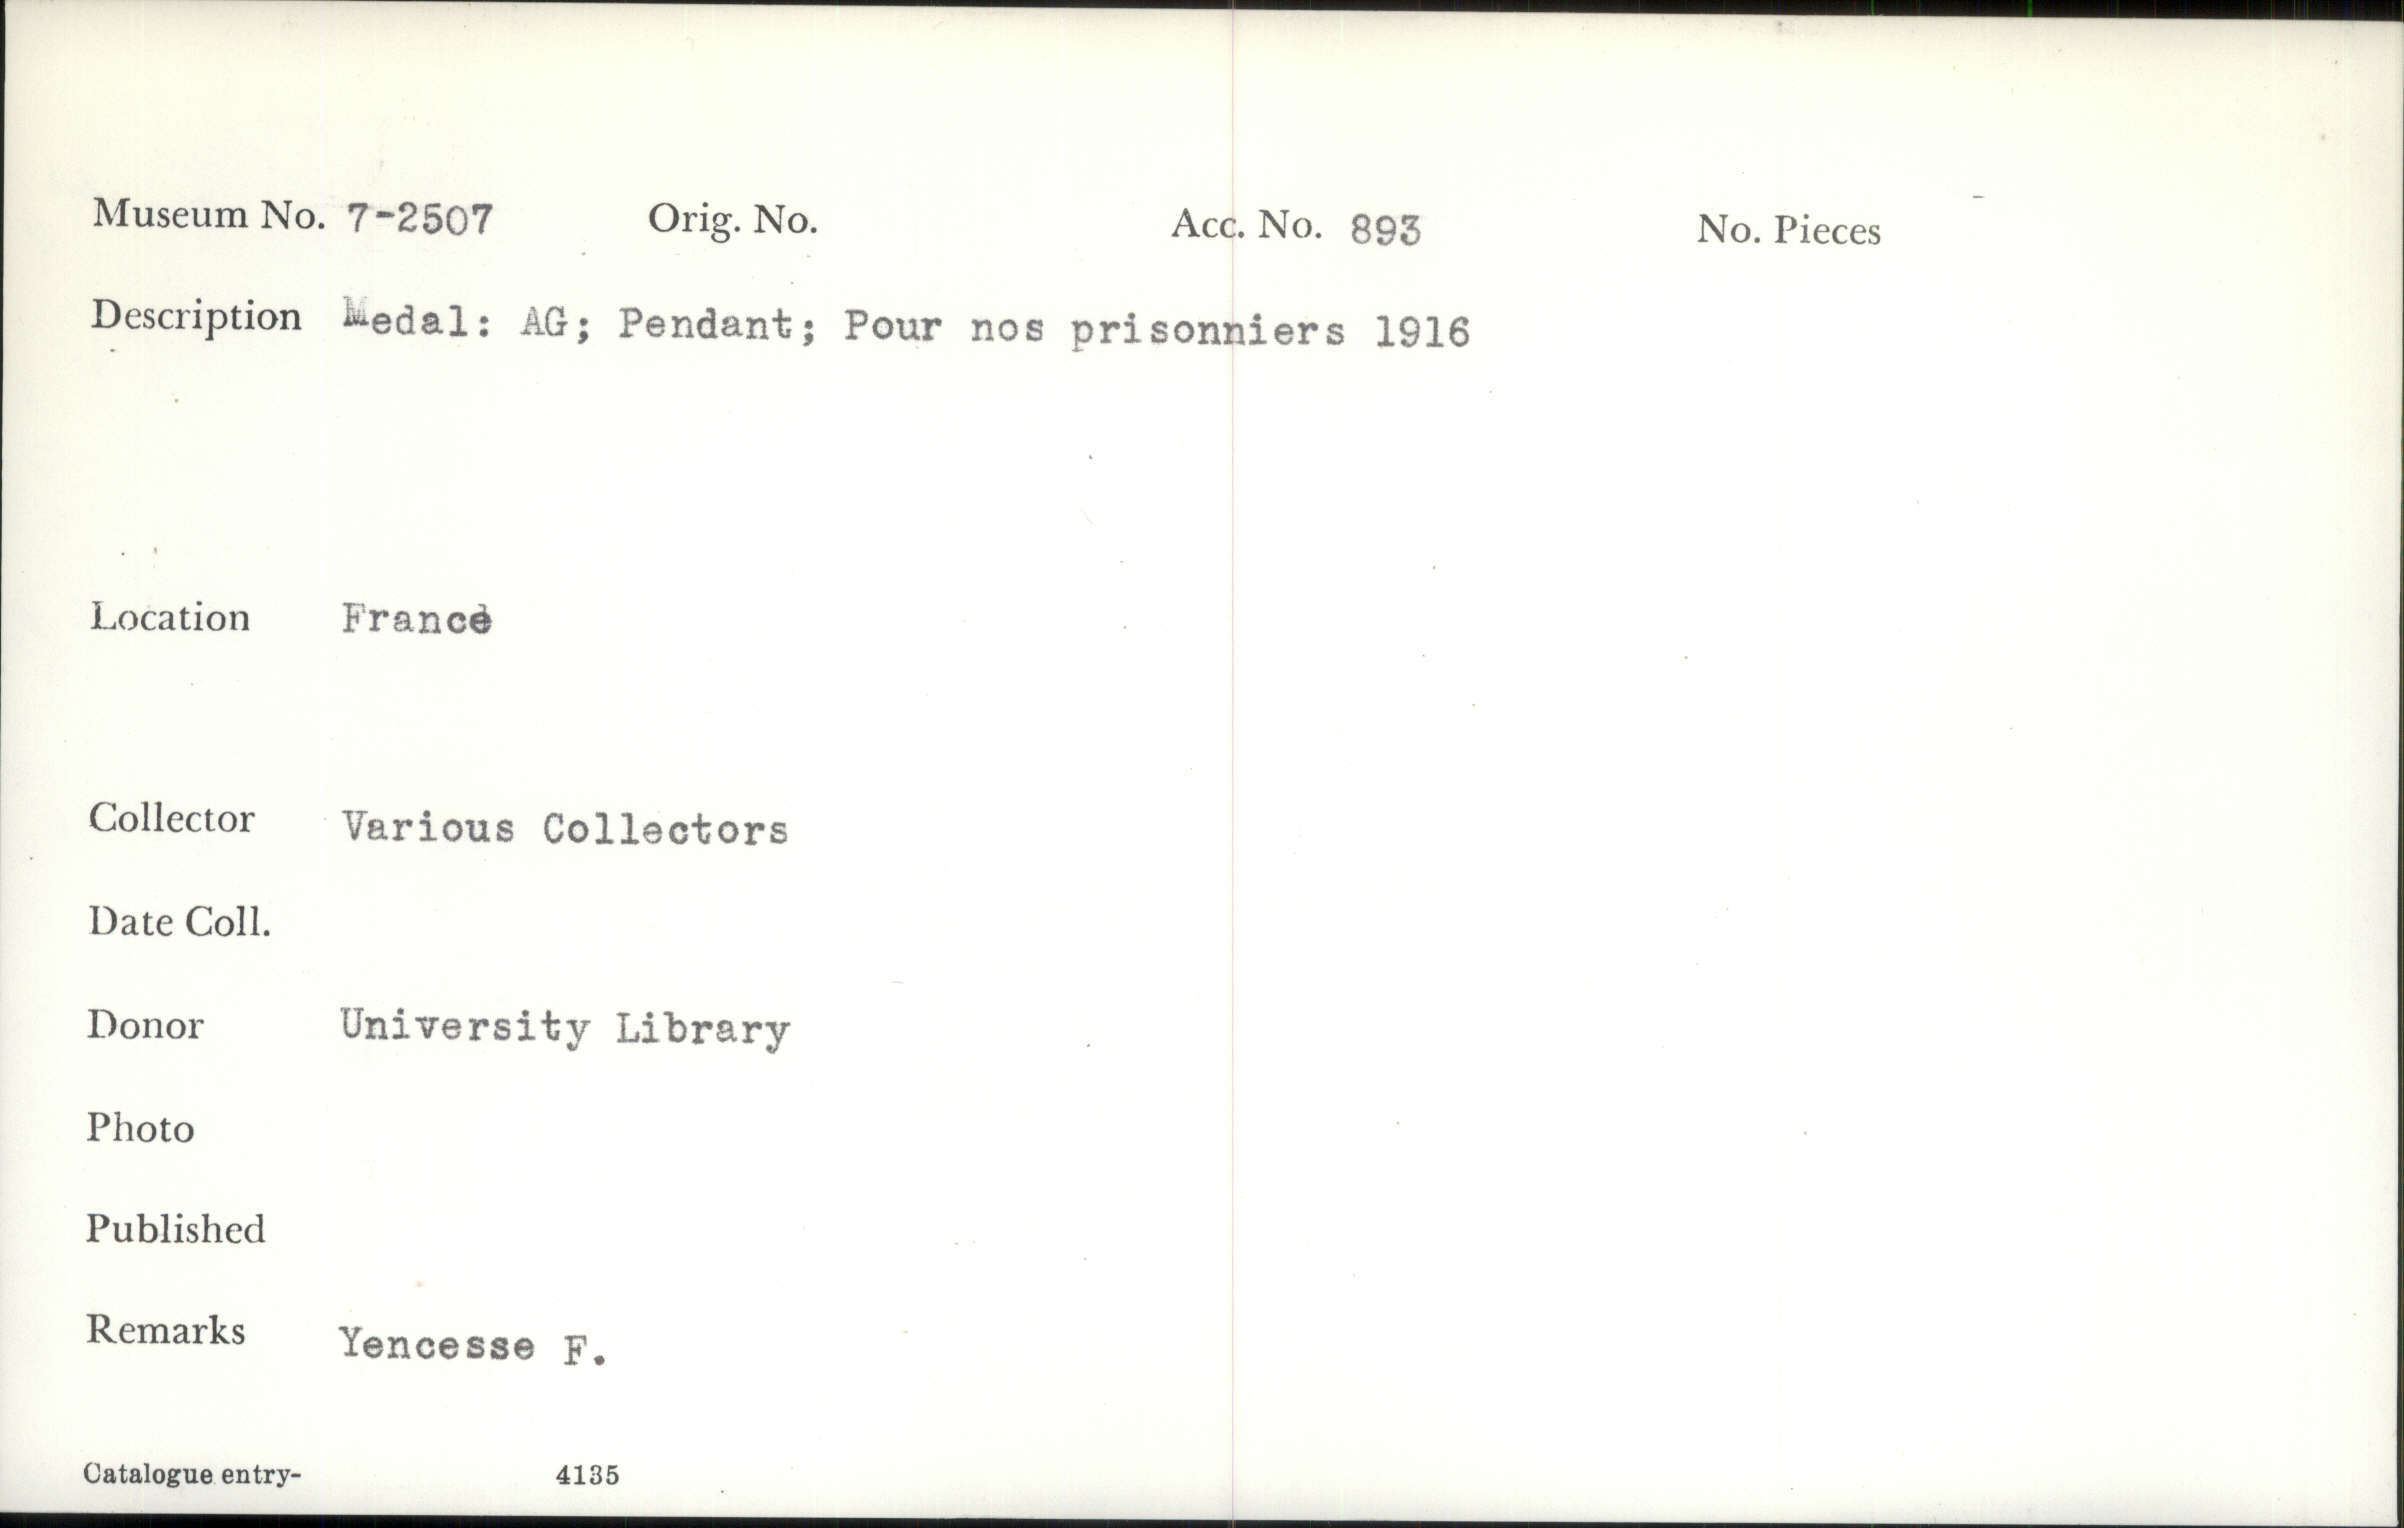 Museum No. 7-2507 Orig. No. Acc. No. 893 No. Pieces
Description Medal: AG; Pendant; Pour nos prisonniers 1916
Location France
Collector Various Collectors
Date Coll.
Donor University Library
Photo
Published
Remarks Yencesse F.
Catalogue entry- 4135